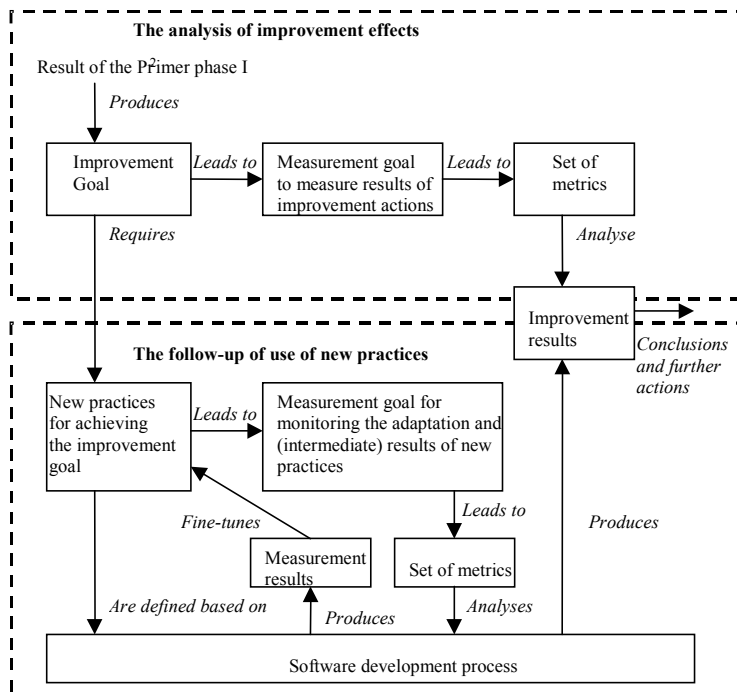 The analysis of improvement effects
Result of the Pr²imer phase I
Produces
Improvement
Goal
Leads to
Measurement goal
to measure results of
improvement actions
Leads to
Set of
metrics
Requires
Analyse
Improvement
results
Conclusions
and further
actions
The follow-up of use of new practices
New practices
for achieving
the improvement
goal
Leads to
Measurement goal for
monitoring the adaptation and
(intermediate) results of new
practices
Leads to
Fine-tunes
Produces
Measurement
results
Set of metrics
Are defined based on
Produces
Analyses
Software development process